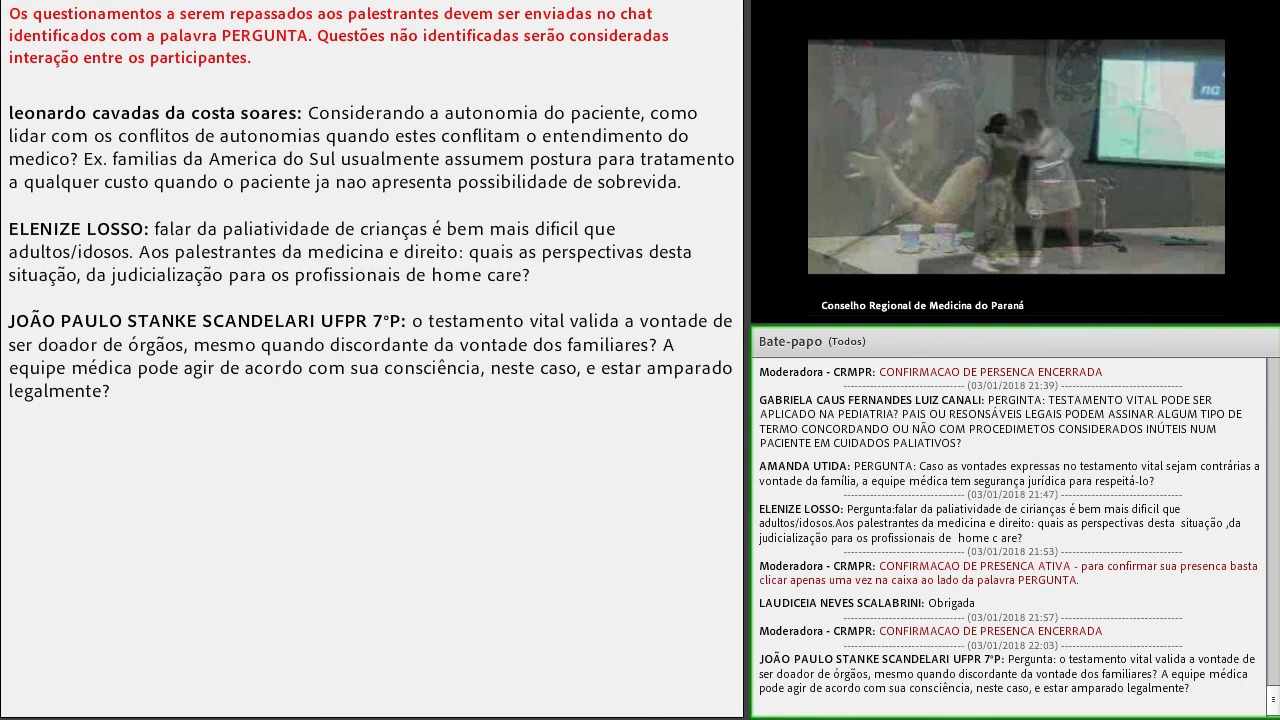 Os questionamentos a serem repassados aos palestrantes devem ser enviadas no chat
identificados com a palavra PERGUNTA. Questões não identificadas serão consideradas
interação entre os participantes.
leonardo cavadas da costa soares: Considerando a autonomia do paciente, como
lidar com os conflitos de autonomias quando estes conflitam o entendimento do
medico? Ex. familias da America do Sul usualmente assumem postura para tratamento
a qualquer custo quando o paciente ja nao apresenta possibilidade de sobrevida.
ELENIZE LOSSO: falar da paliatividade de crianças é bem mais dificil que
adultos/idosos. Aos palestrantes da medicina e direito: quais as perspectivas desta
situação, da judicialização para os profissionais de home care?
JOÃO PAULO STANKE SCANDELARI UFPR 7ºP: o testamento vital valida a vontade de
ser doador de órgãos, mesmo quando discordante da vontade dos familiares? A
equipe médica pode agir de acordo com sua consciência, neste caso, e estar amparado
legalmente?
na
Conselho Regional de Medicina do Paraná
Bate-papo (Todos)
Moderadora - CRMPR: CONFIRMACAO DE PERSENCA ENCERRADA
-------------------------------- (03/01/2018 21:39) --------------------------------
GABRIELA CAUS FERNANDES LUIZ CANALI: PERGINTA: TESTAMENTO VITAL PODE SER
APLICADO NA PEDIATRIA? PAIS OU RESONSÁVEIS LEGAIS PODEM ASSINAR ALGUM TIPO DE
TERMO CONCORDANDO OU NÃO COM PROCEDIMETOS CONSIDERADOS INÚTEIS NUM
PACIENTE EM CUIDADOS PALIATIVOS?
AMANDA UTIDA: PERGUNTA: Caso as vontades expressas no testamento vital sejam contrárias a
vontade da família, a equipe médica tem segurança jurídica para respeitá-lo?
-------------------------------- (03/01/2018 21:47) --------------------------------
ELENIZE LOSSO: Pergunta:falar da paliatividade de cirianças é bem mais dificil que
adultos/idosos.Aos palestrantes da medicina e direito: quais as perspectivas desta situação ,da
judicialização para os profissionais de home c are?
-------------------------------- (03/01/2018 21:53) --------------------------------
Moderadora - CRMPR: CONFIRMACAO DE PRESENCA ATIVA - para confirmar sua presenca basta
clicar apenas uma vez na caixa ao lado da palavra PERGUNTA.
LAUDICEIA NEVES SCALABRINI: Obrigada
-------------------------------- (03/01/2018 21:57) --------------------------------
Moderadora - CRMPR: CONFIRMACAO DE PRESENCA ENCERRADA
-------------------------------- (03/01/2018 22:03) --------------------------------
JOÃO PAULO STANKE SCANDELARI UFPR 7ºP: Pergunta: o testamento vital valida a vontade de
ser doador de órgãos, mesmo quando discordante da vontade dos familiares? A equipe médica
pode agir de acordo com sua consciência, neste caso, e estar amparado legalmente?